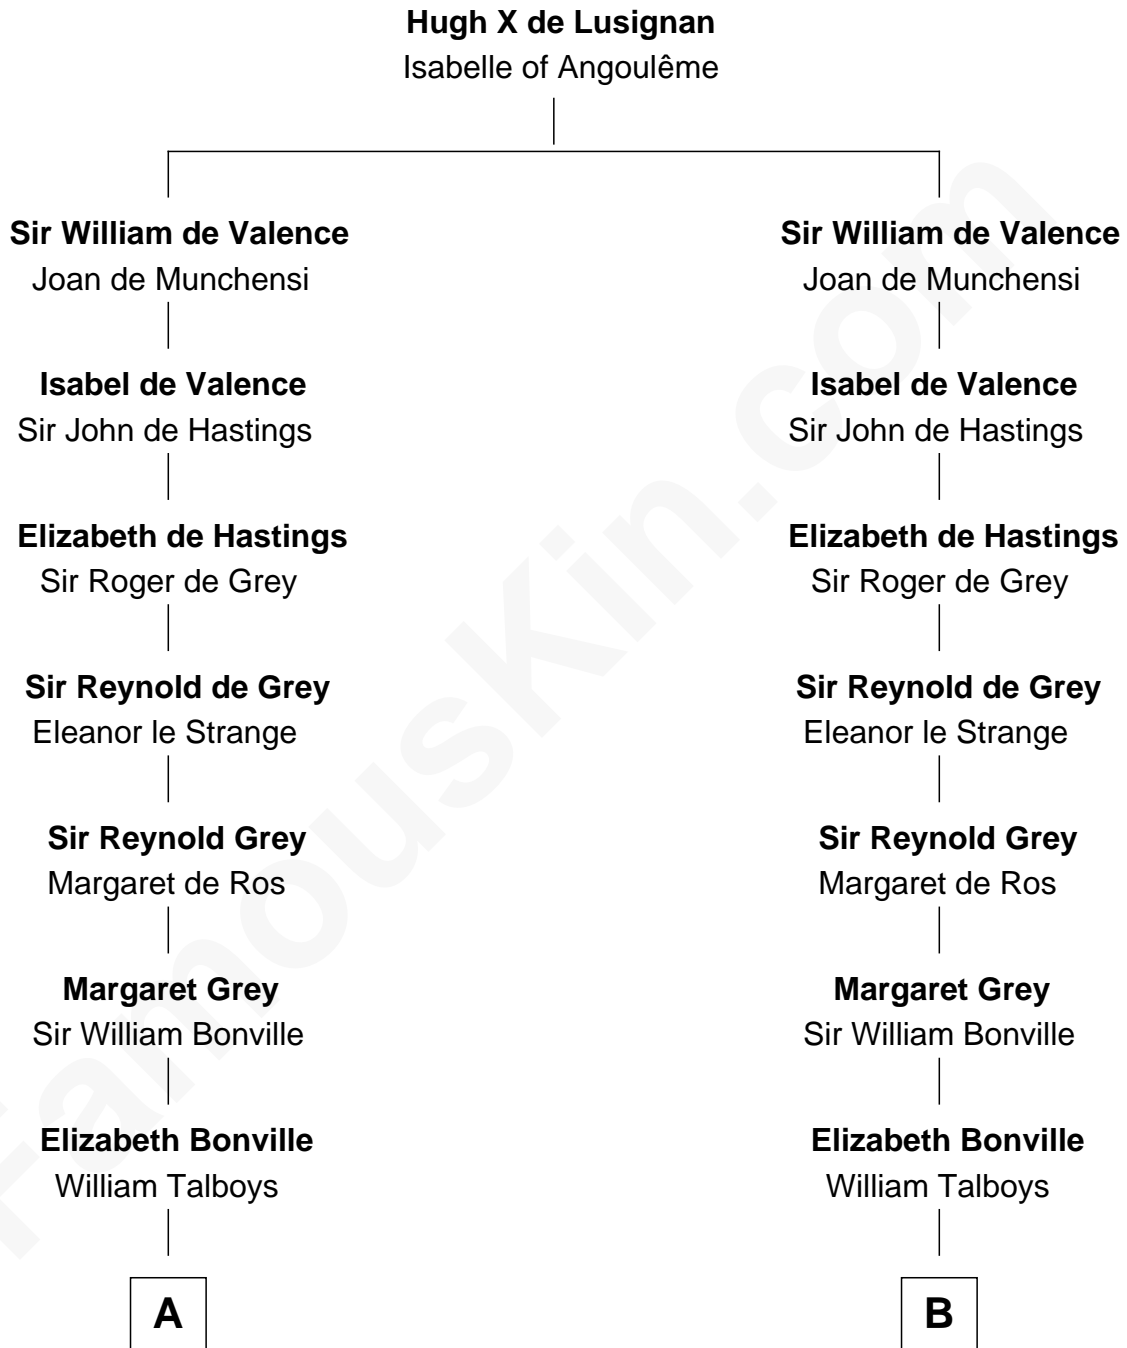 Hugh X de Lusignan
Isabelle of Angoulême
Sir William de Valence
Joan de Munchensi
Isabel de Valence
Sir John de Hastings
Elizabeth de Hastings
Sir Roger de Grey
Sir Reynold de Grey
Eleanor le Strange
Sir Reynold Grey
Margaret de Ros
Margaret Grey
Sir William Bonville
Elizabeth Bonville
William Talboys
A
Sir William de Valence
Joan de Munchensi
Isabel de Valence
Sir John de Hastings
Elizabeth de Hastings
Sir Roger de Grey
Sir Reynold de Grey
Eleanor le Strange
Sir Reynold Grey
Margaret de Ros
Margaret Grey
Sir William Bonville
Elizabeth Bonville
William Talboys
B
FamousKin.com